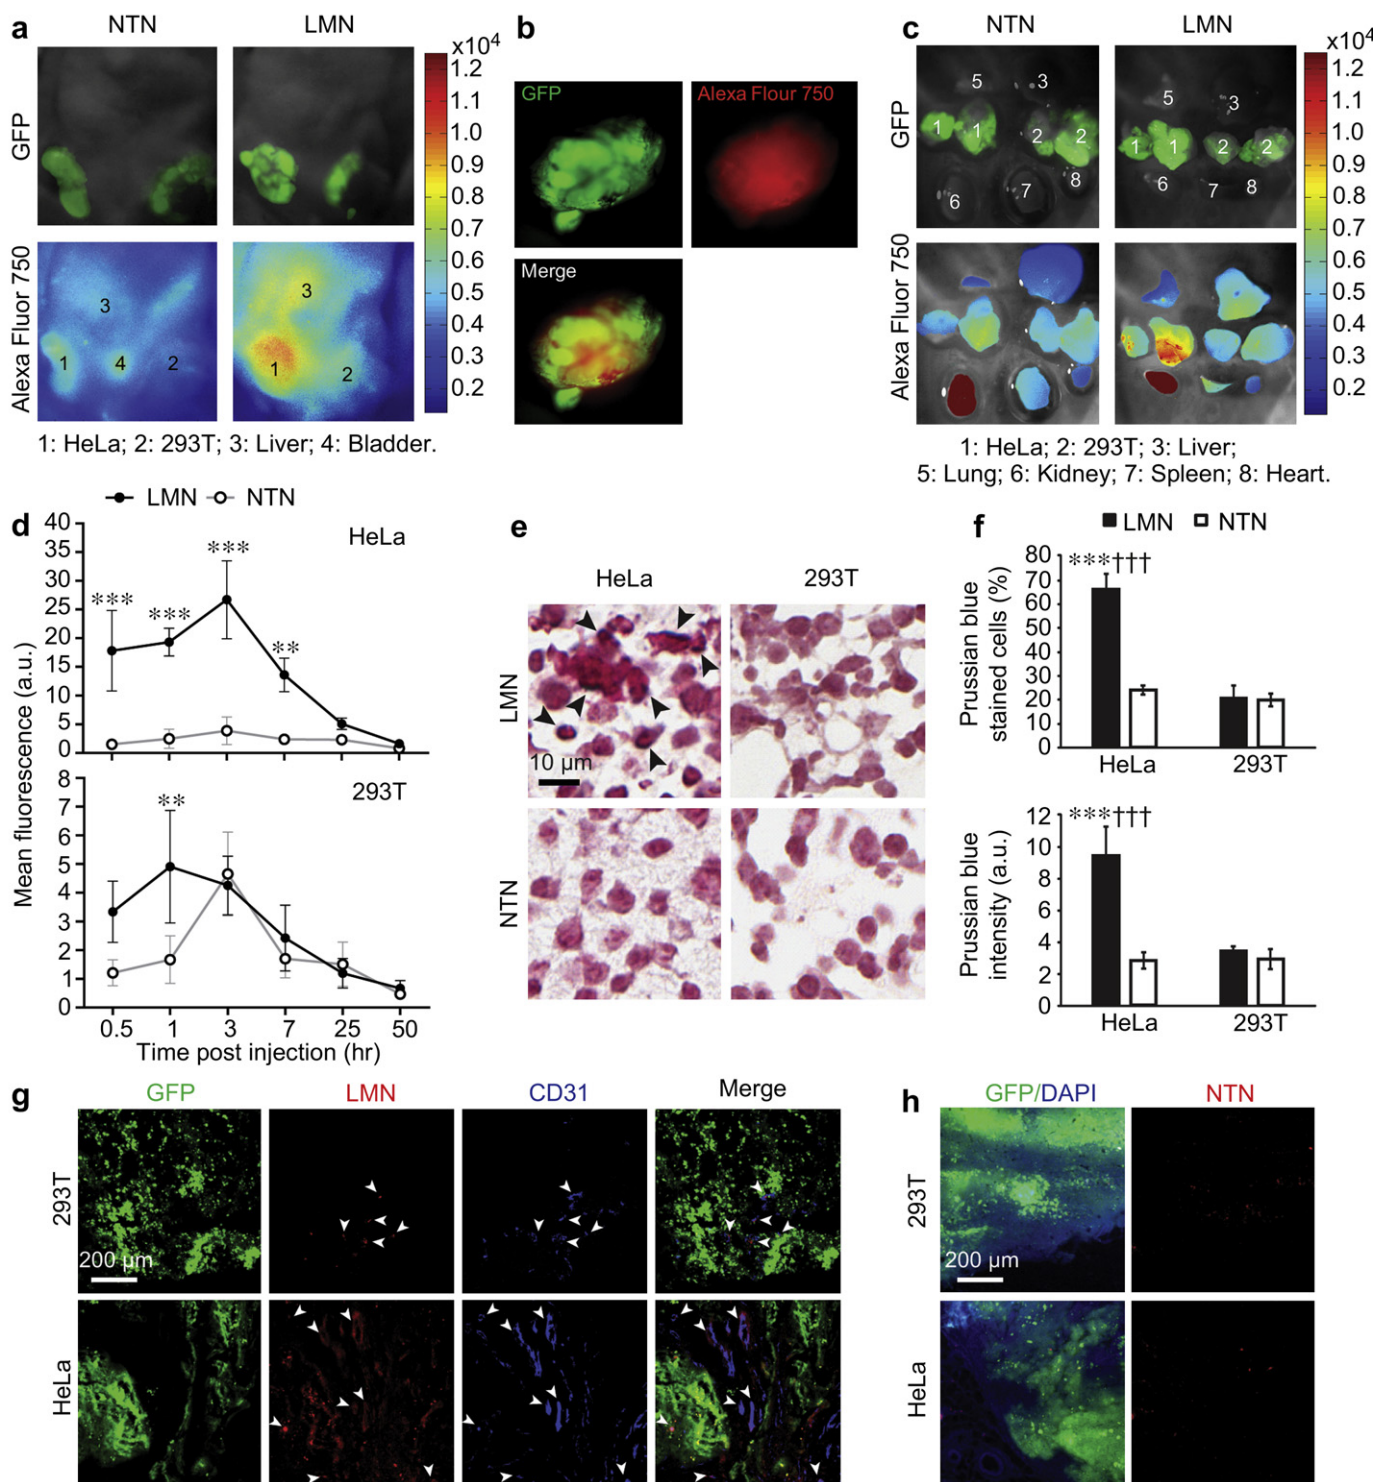 a
NTN LMN
x10⁴
GFP
1.2
1.1
1.0
0.9
0.8
0.7
0.6
0.5
0.4
0.3
0.2
Alexa Fluor 750
3 1 4 2
3 1 2
1: HeLa; 2: 293T; 3: Liver; 4: Bladder.
b
GFP
Alexa Flour 750
Merge
c
NTN LMN
x10⁴
GFP
5 3 1 1 2 2 6 7 8
5 3 1 1 2 2 6 7 8
Alexa Fluor 750
1.2
1.1
1.0
0.9
0.8
0.7
0.6
0.5
0.4
0.3
0.2
1: HeLa; 2: 293T; 3: Liver;
5: Lung; 6: Kidney; 7: Spleen; 8: Heart.
d
LMN NTN
HeLa
Mean fluorescence (a.u.)
40
35
30
25
20
15
10
5
0
*** *** *** **
293T
8
7
6
5
4
3
2
1
0
**
0.5 1 3 7 25 50
Time post injection (hr)
e
HeLa 293T
LMN
10 µm
NTN
f
LMN NTN
Prussian blue
stained cells (%)
80
70
60
50
40
30
20
10
0
***†††
HeLa 293T
Prussian blue
intensity (a.u.)
12
10
8
6
4
2
0
***†††
HeLa 293T
g
GFP LMN CD31 Merge
293T
200 µm
HeLa
h
GFP/DAPI NTN
293T
200 µm
HeLa